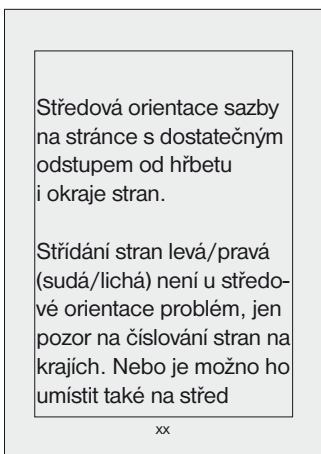 Středová orientace sazby
na stránce s dostatečným
odstupem od hřbetu
i okraje stran.
Střídání stran levá/pravá
(sudá/lichá) není u středo-
vé orientace problém, jen
pozor na číslování stran na
krajích. Nebo je možno ho
umístit také na střed
xx